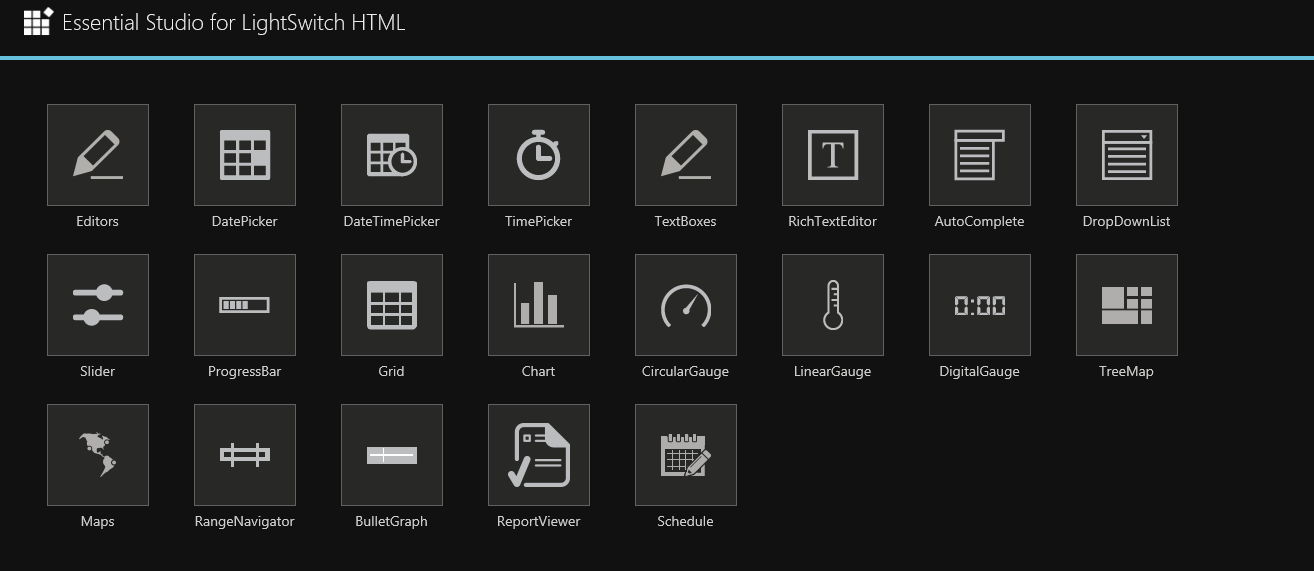 Essential Studio for LightSwitch HTML
Editors DatePicker DateTimePicker TimePicker TextBoxes RichTextEditor AutoComplete DropDownList
T
Slider ProgressBar Grid Chart CircularGauge LinearGauge DigitalGauge TreeMap
0:00
Maps RangeNavigator BulletGraph ReportViewer Schedule